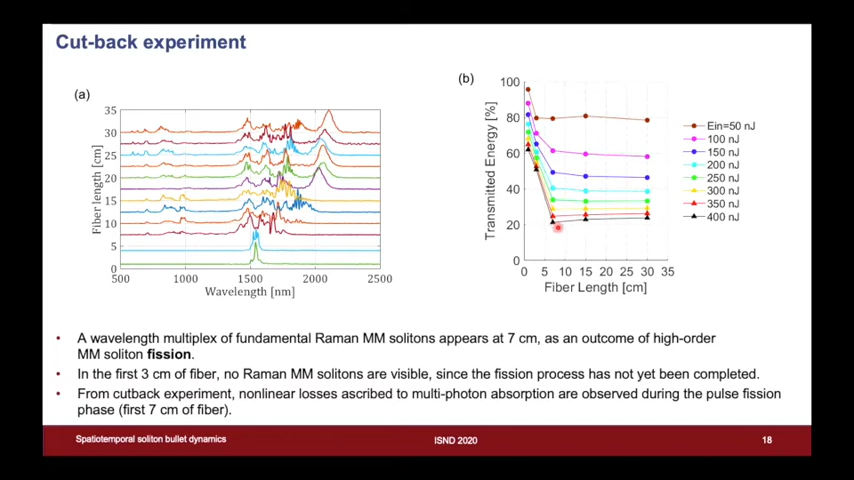 Cut-back experiment
(a)
35
30
25
20
15
10
5
0
Fiber length [cm]
500 1000 1500 2000 2500
Wavelength [nm]
(b)
100
80
60
40
20
0
Transmitted Energy [%]
0 5 10 15 20 25 30 35
Fiber Length [cm]
Ein=50 nJ
100 nJ
150 nJ
200 nJ
250 nJ
300 nJ
350 nJ
400 nJ
• A wavelength multiplex of fundamental Raman MM solitons appears at 7 cm, as an outcome of high-order
MM soliton fission.
• In the first 3 cm of fiber, no Raman MM solitons are visible, since the fission process has not yet been completed.
• From cutback experiment, nonlinear losses ascribed to multi-photon absorption are observed during the pulse fission
phase (first 7 cm of fiber).
Spatiotemporal soliton bullet dynamics ISND 2020 18